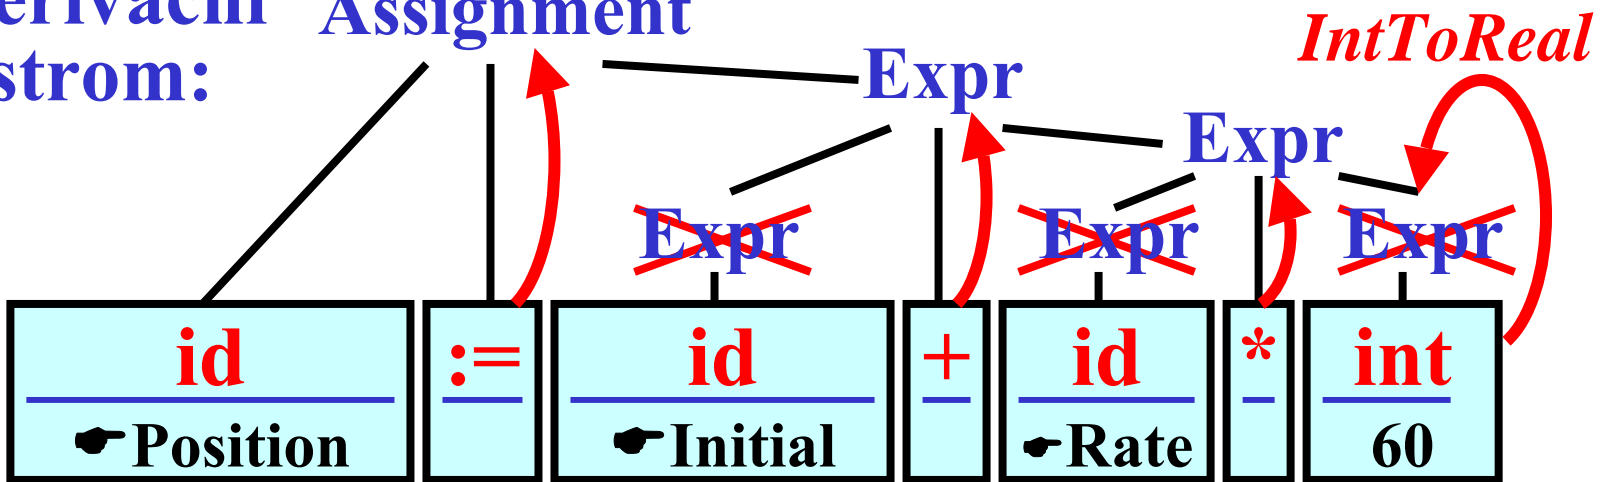 Assignment
IntToReal
strom:
Expr
Expr
Expr Expr Expr
id := id + id * int
☛Position ☛Initial ☛Rate 60